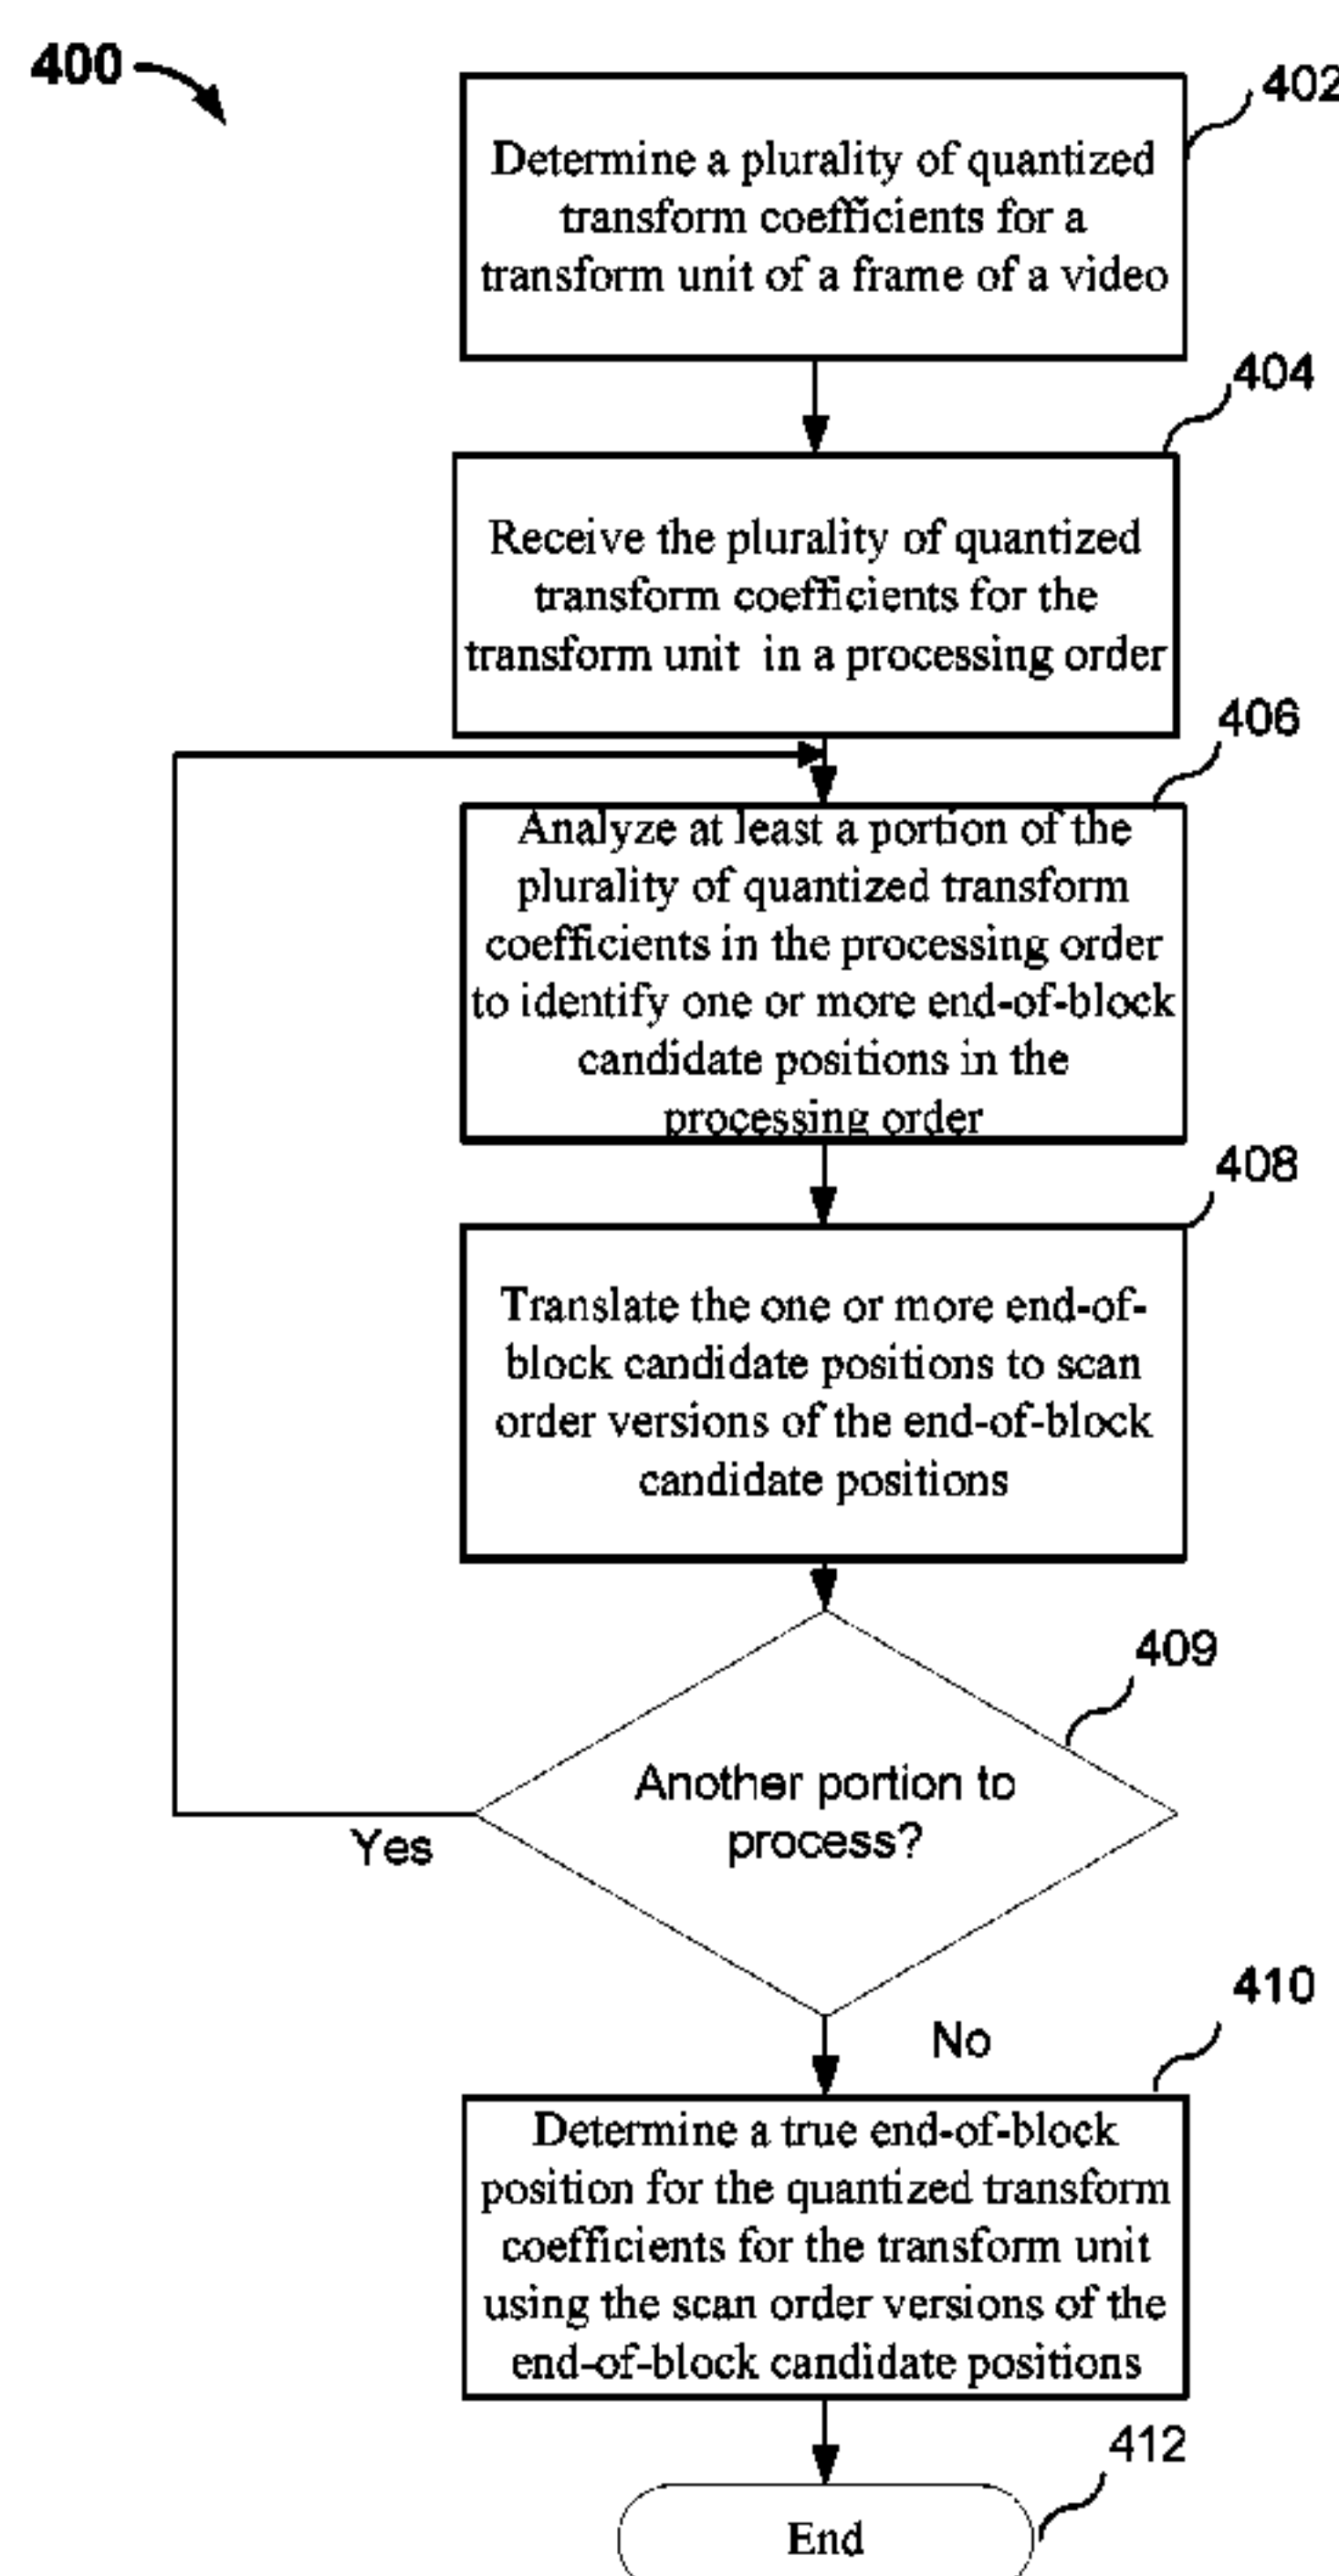 400
402
Determine a plurality of quantized
transform coefficients for a
transform unit of a frame of a video
404
Receive the plurality of quantized
transform coefficients for the
transform unit in a processing order
406
Analyze at least a portion of the
plurality of quantized transform
coefficients in the processing order
to identify one or more end-of-block
candidate positions in the
processing order
408
Translate the one or more end-of-
block candidate positions to scan
order versions of the end-of-block
candidate positions
409
Another portion to
process?
Yes
No
410
Determine a true end-of-block
position for the quantized transform
coefficients for the transform unit
using the scan order versions of the
end-of-block candidate positions
412
End